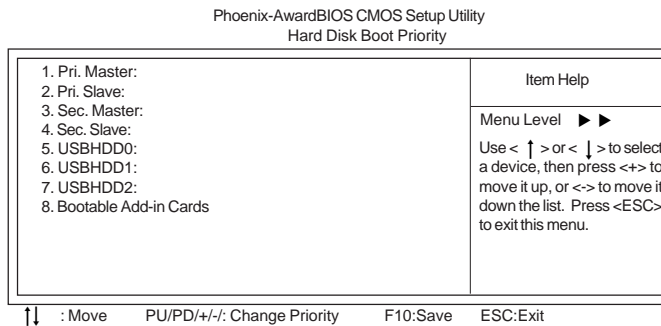 Phoenix-AwardBIOS CMOS Setup Utility
Hard Disk Boot Priority
1. Pri. Master:
2. Pri. Slave:
3. Sec. Master:
4. Sec. Slave:
5. USBHDD0:
6. USBHDD1:
7. USBHDD2:
8. Bootable Add-in Cards
Item Help
Menu Level ▶ ▶
Use < ↑ > or < ↓ > to select
a device, then press <+> to
move it up, or <-> to move it
down the list. Press <ESC>
to exit this menu.
↑↓ : Move PU/PD/+/-/: Change Priority F10:Save ESC:Exit